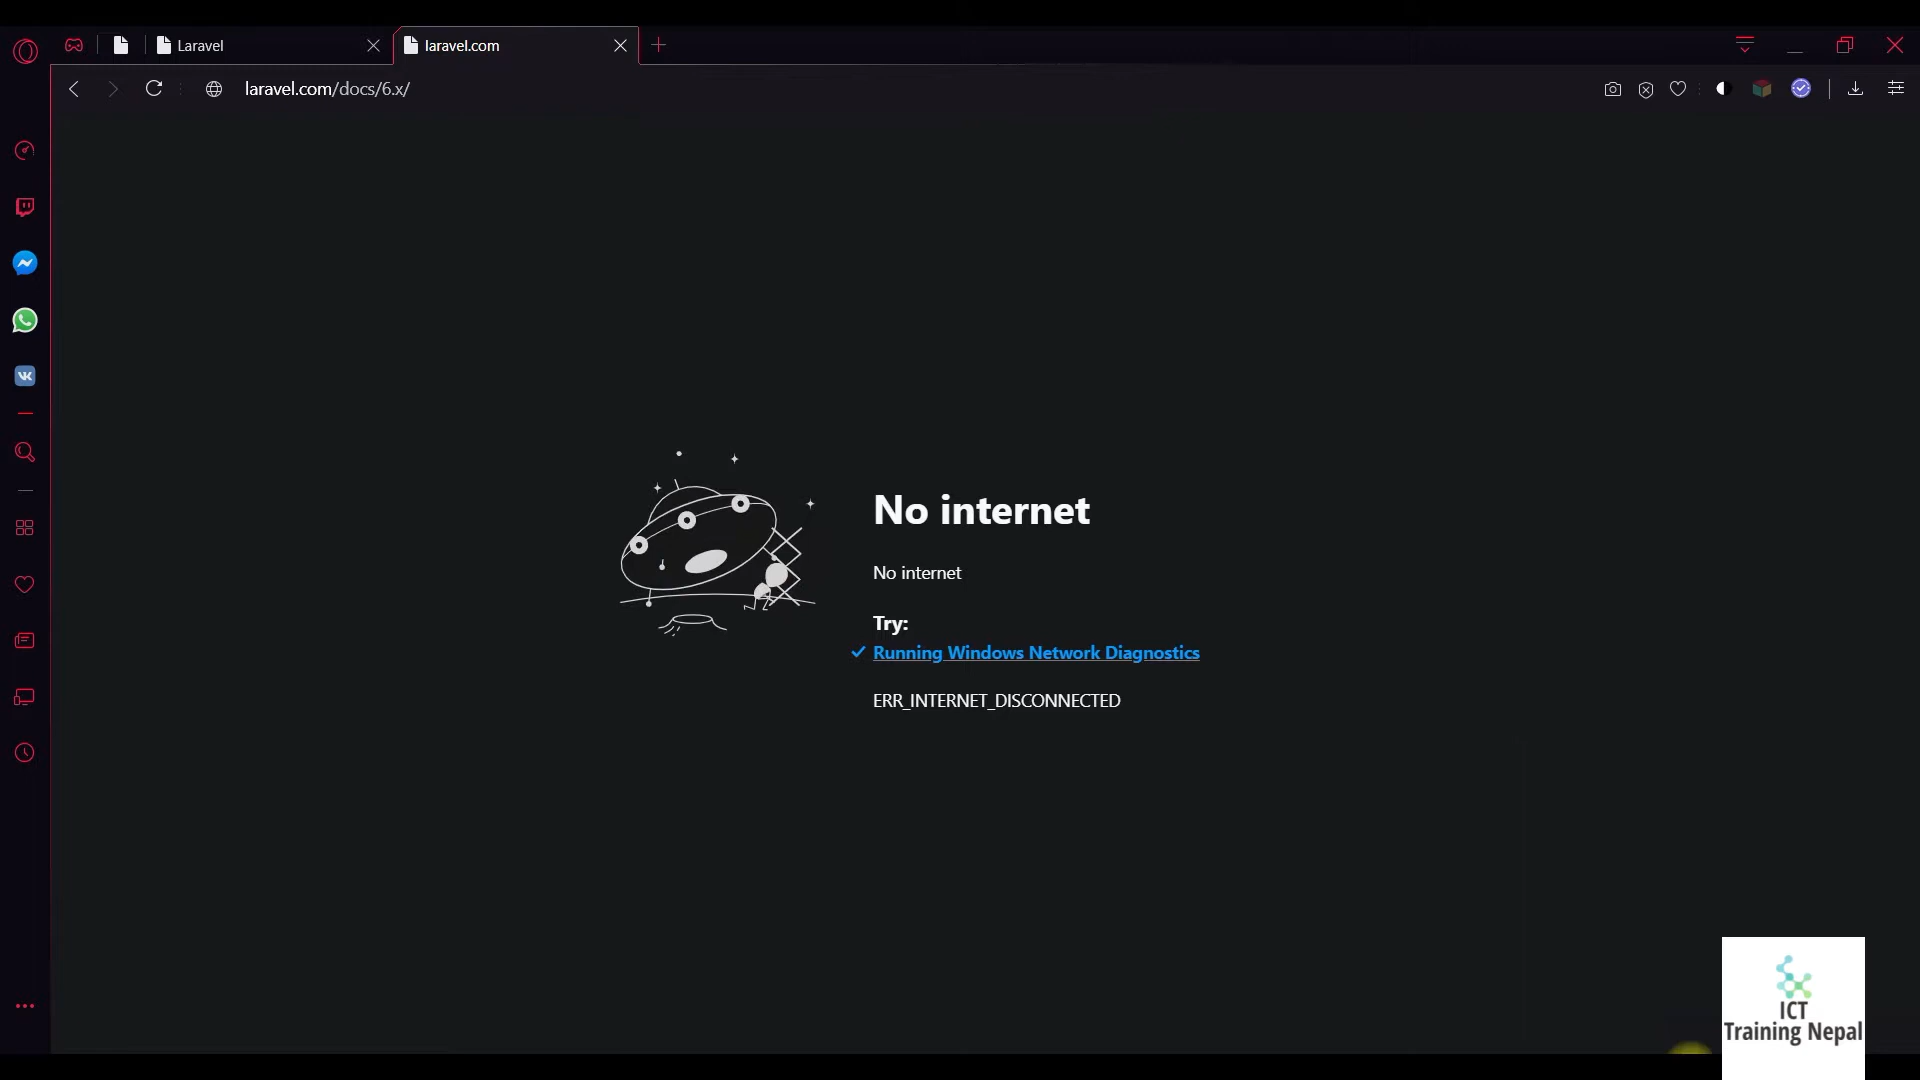 Laravel
laravel.com
laravel.com/docs/6.x/
No internet
No internet
Try:
Running Windows Network Diagnostics
ERR_INTERNET_DISCONNECTED
ICT
Training Nepal